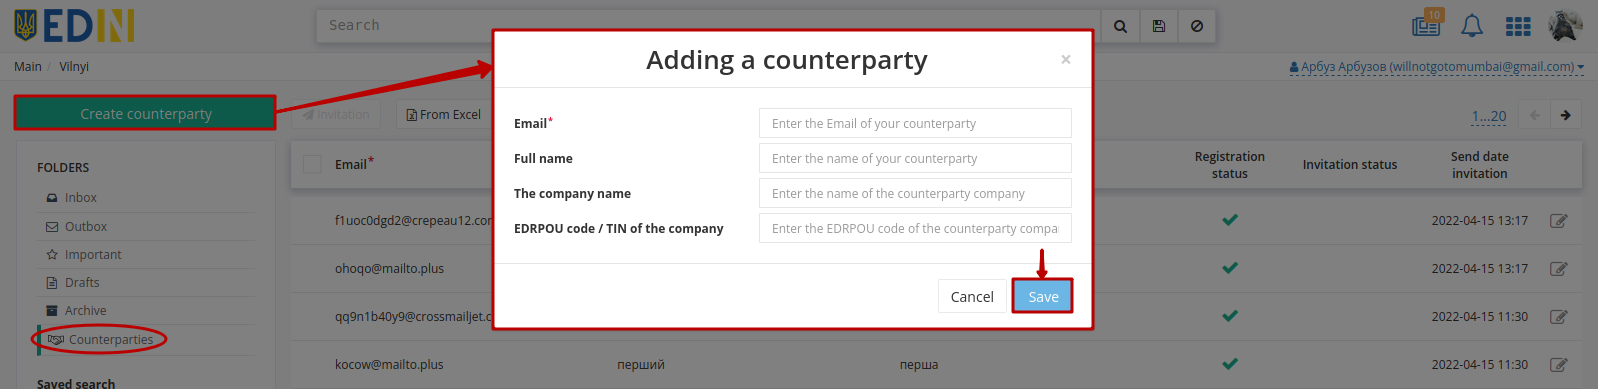 EDIN
Search
10
Main / Vilnyi
Арбуз Арбузов (willnotgotomumbai@gmail.com)
Create counterparty
Invitation
From Excel
1...20
FOLDERS
Inbox
Outbox
Important
Drafts
Archive
Counterparties
Saved search
Email*
Registration
status
Invitation status
Send date
invitation
f1uoc0dgd2@crepeau12.com
2022-04-15 13:17
ohoqo@mailto.plus
2022-04-15 13:17
qq9n1b40y9@crossmailjet.c
2022-04-15 11:30
kocow@mailto.plus
перший
перша
2022-04-15 11:30
Adding a counterparty
×
Email*
Enter the Email of your counterparty
Full name
Enter the name of your counterparty
The company name
Enter the name of the counterparty company
EDRPOU code / TIN of the company
Enter the EDRPOU code of the counterparty compa
Cancel
Save